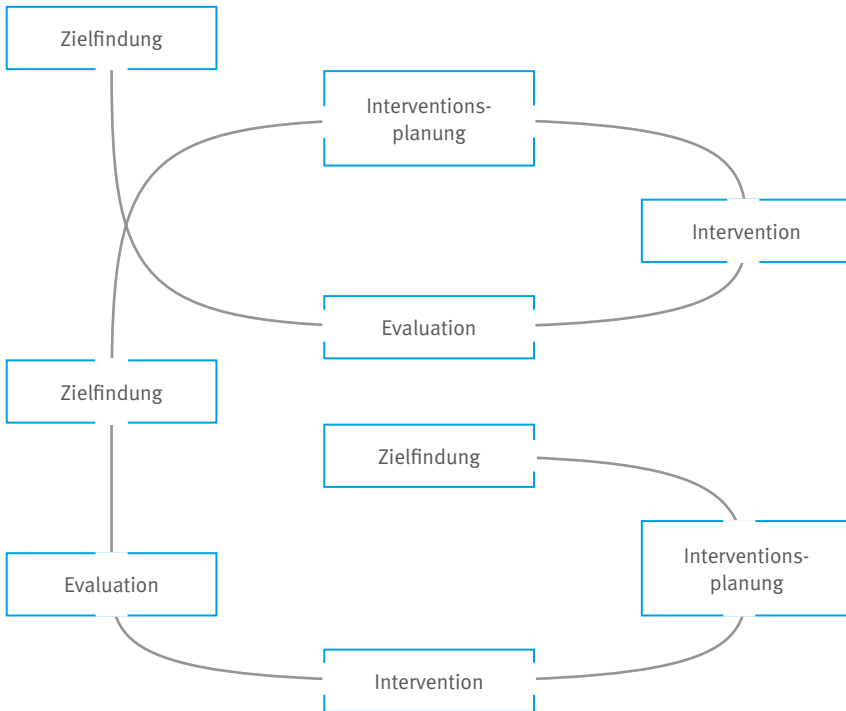 Zielfindung
Interventions-
planung
Intervention
Evaluation
Zielfindung
Zielfindung
Interventions-
planung
Evaluation
Intervention